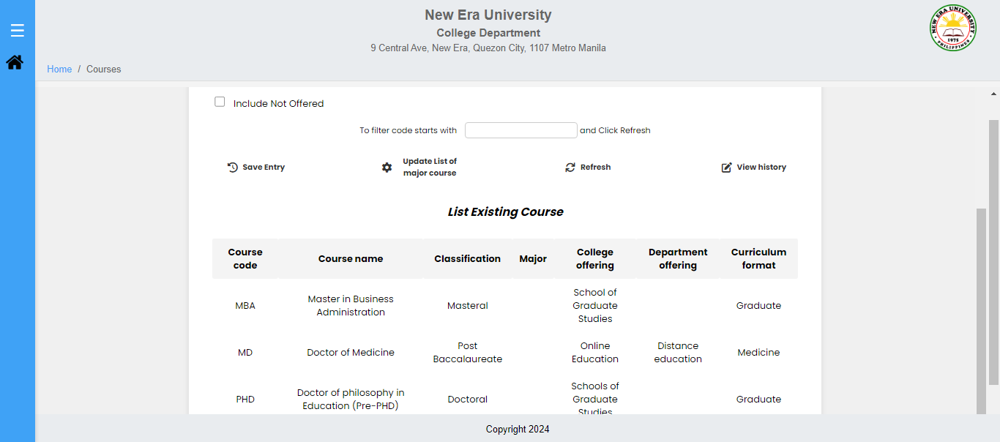 New Era University
College Department
9 Central Ave, New Era, Quezon City, 1107 Metro Manila
NEW ERA UNIVERSITY
1975
PHILIPPINES
Home / Courses
Include Not Offered
To filter code starts with and Click Refresh
Save Entry
Update List of
major course
Refresh
View history
List Existing Course
Course
code
Course name
Classification
Major
College
offering
Department
offering
Curriculum
format
MBA
Master in Business
Administration
Masteral
School of
Graduate
Studies
Graduate
MD
Doctor of Medicine
Post
Baccalaureate
Online
Education
Distance
education
Medicine
PHD
Doctor of philosophy in
Education (Pre-PHD)
Doctoral
Schools of
Graduate
Studies
Graduate
Copyright 2024